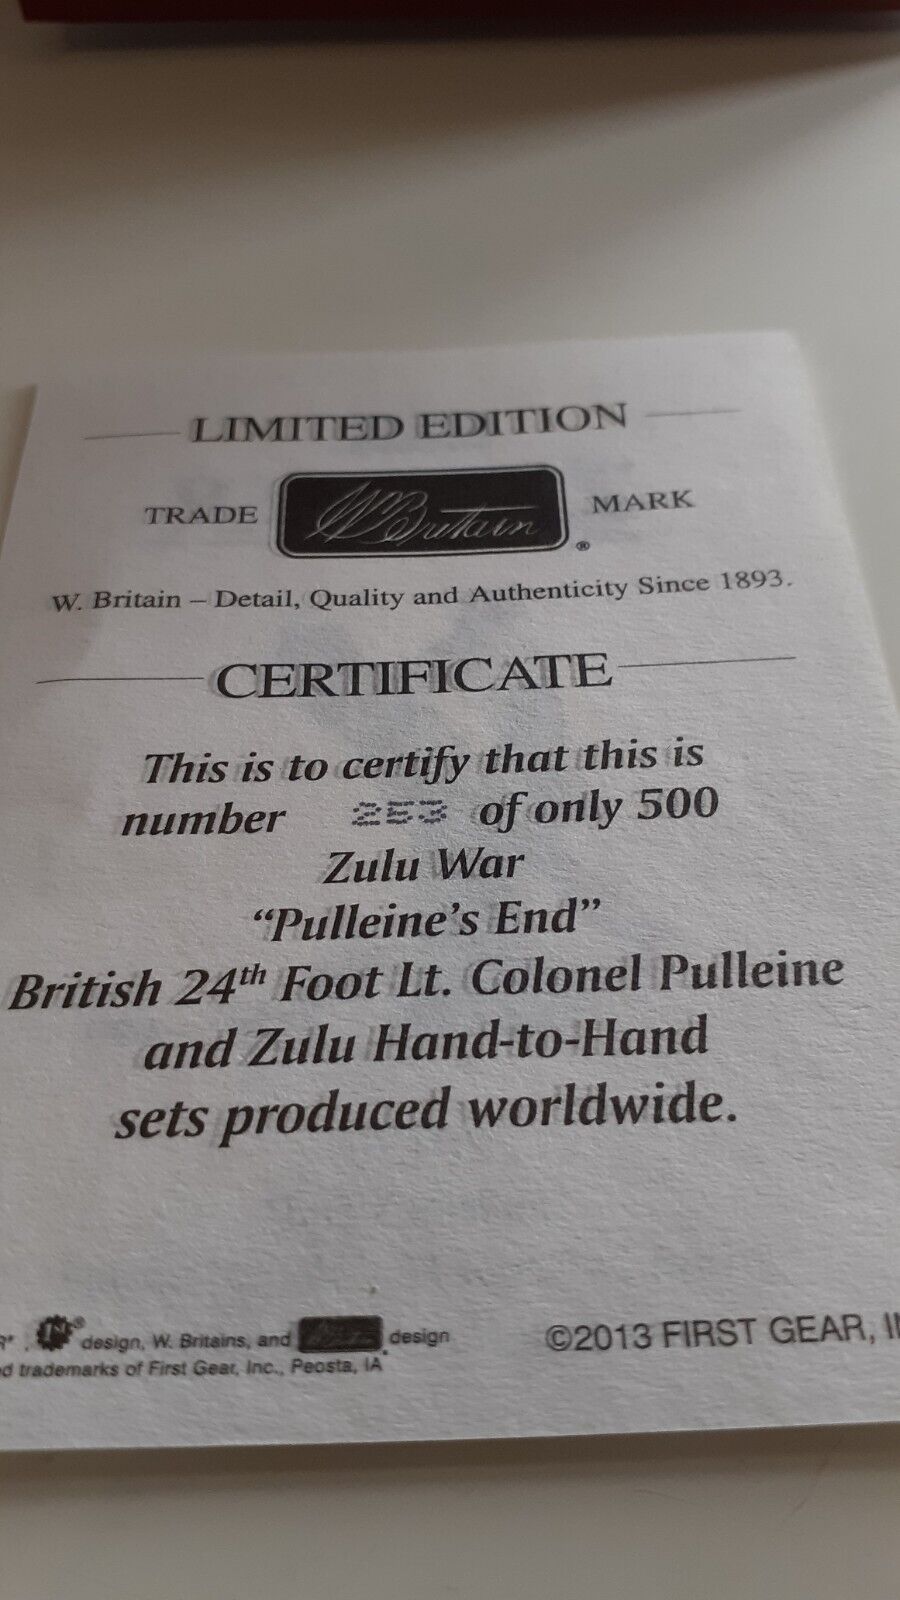 LIMITED EDITION
TRADE W Britain ® MARK
W. Britain – Detail, Quality and Authenticity Since 1893.
CERTIFICATE
This is to certify that this is
number 253 of only 500
Zulu War
“Pulleine’s End”
British 24th Foot Lt. Colonel Pulleine
and Zulu Hand-to-Hand
sets produced worldwide.
design, W. Britains, and design
trademarks of First Gear, Inc., Peosta, IA
©2013 FIRST GEAR,